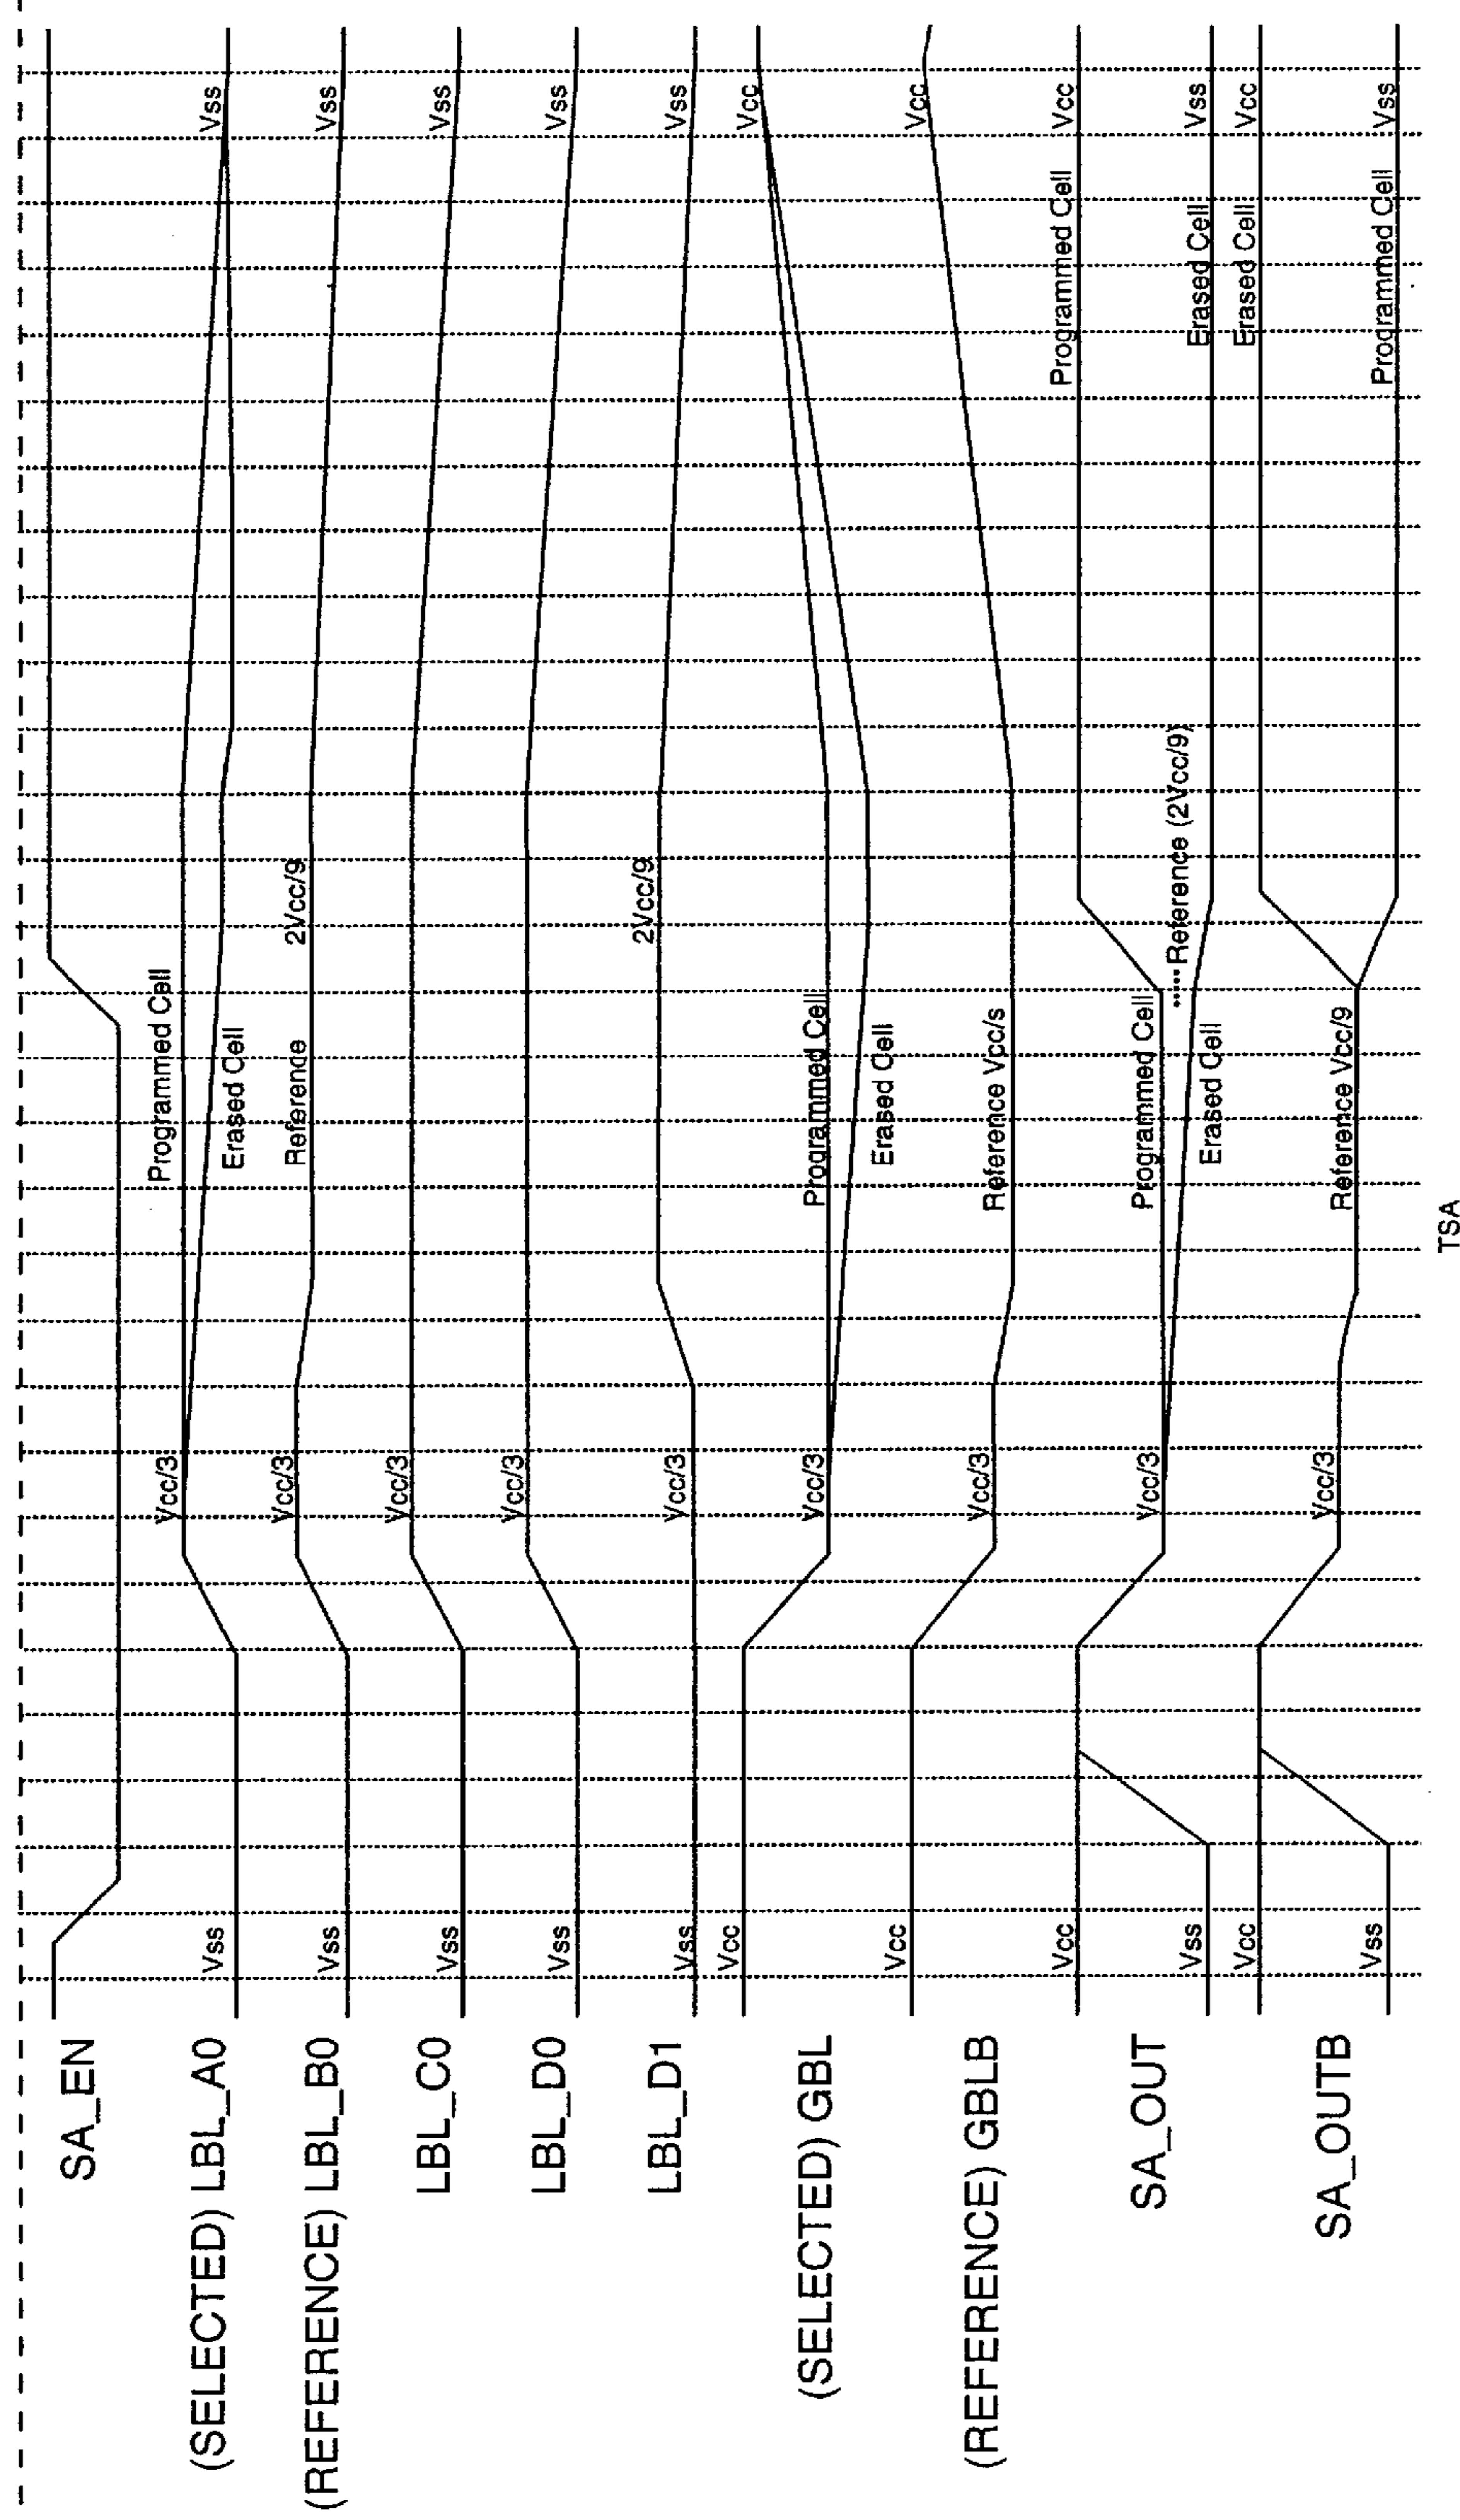 SA_EN
(SELECTED) LBL_A0
Vss
Vcc/3
Programmed Cell
Erased Cell
Vss
(REFERENCE) LBL_B0
Vss
Vcc/3
Reference
2Vcc/9
Vss
LBL_C0
Vss
Vcc/3
Vss
LBL_D0
Vss
Vcc/3
Vss
LBL_D1
Vss
Vcc/3
2Vcc/9
Vss
(SELECTED) GBL
Vcc
Vcc/3
Programmed Cell
Erased Cell
Vcc
(REFERENCE) GBLB
Vcc
Vcc/3
Reference Vcc/s
Vcc
SA_OUT
Vcc
Vss
Vcc/3
Programmed Cell
Erased Cell
Reference (2Vcc/9)
Programmed Cell
Vcc
Erased Cell
Vss
SA_OUTB
Vcc
Vss
Vcc/3
Reference Vcc/9
Erased Cell
Vcc
Programmed Cell
Vss
TSA